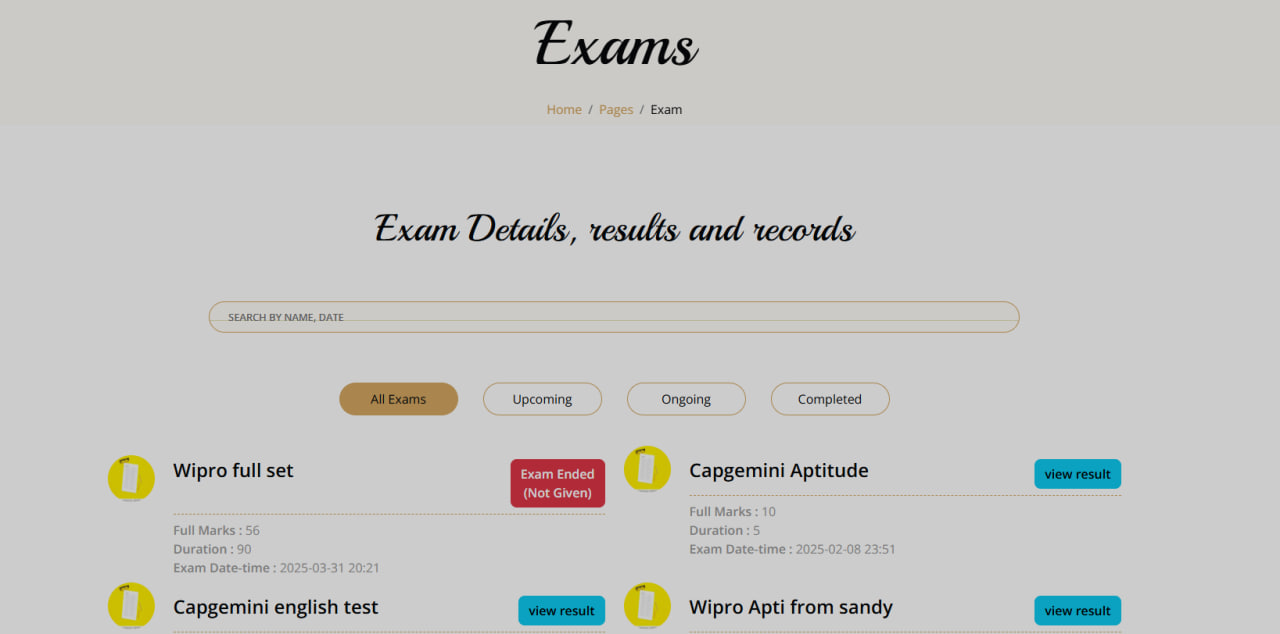 Exams
Home / Pages / Exam
Exam Details, results and records
SEARCH BY NAME, DATE
All Exams
Upcoming
Ongoing
Completed
Wipro full set
Exam Ended
(Not Given)
Full Marks : 56
Duration : 90
Exam Date-time : 2025-03-31 20:21
Capgemini Aptitude
view result
Full Marks : 10
Duration : 5
Exam Date-time : 2025-02-08 23:51
Capgemini english test
view result
Wipro Apti from sandy
view result